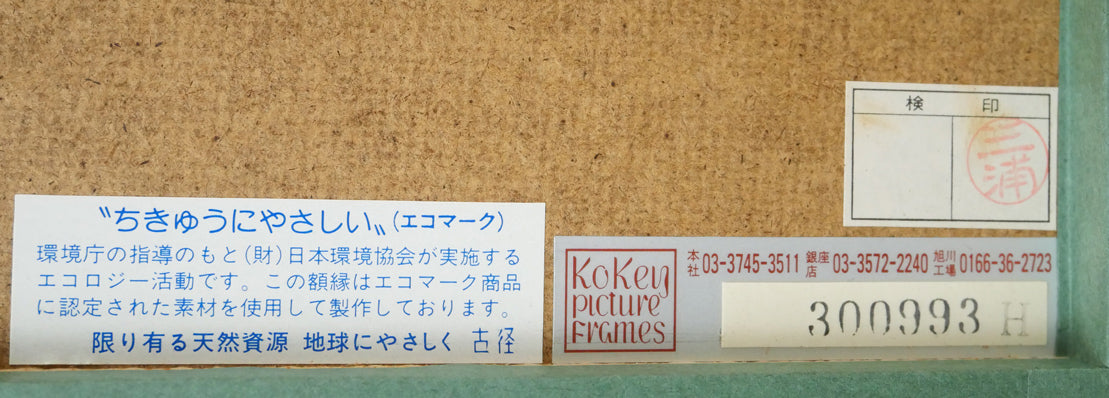 〝ちきゅうにやさしい〟(エコマーク)
環境庁の指導のもと(財)日本環境協会が実施する
エコロジー活動です。この額縁はエコマーク商品
に認定された素材を使用して製作しております。
限り有る天然資源 地球にやさしく 古径
検 印
三浦
KoKey
picture
FRames
本社 03-3745-3511 銀座店 03-3572-2240 旭川工場 0166-36-2723
300993 H